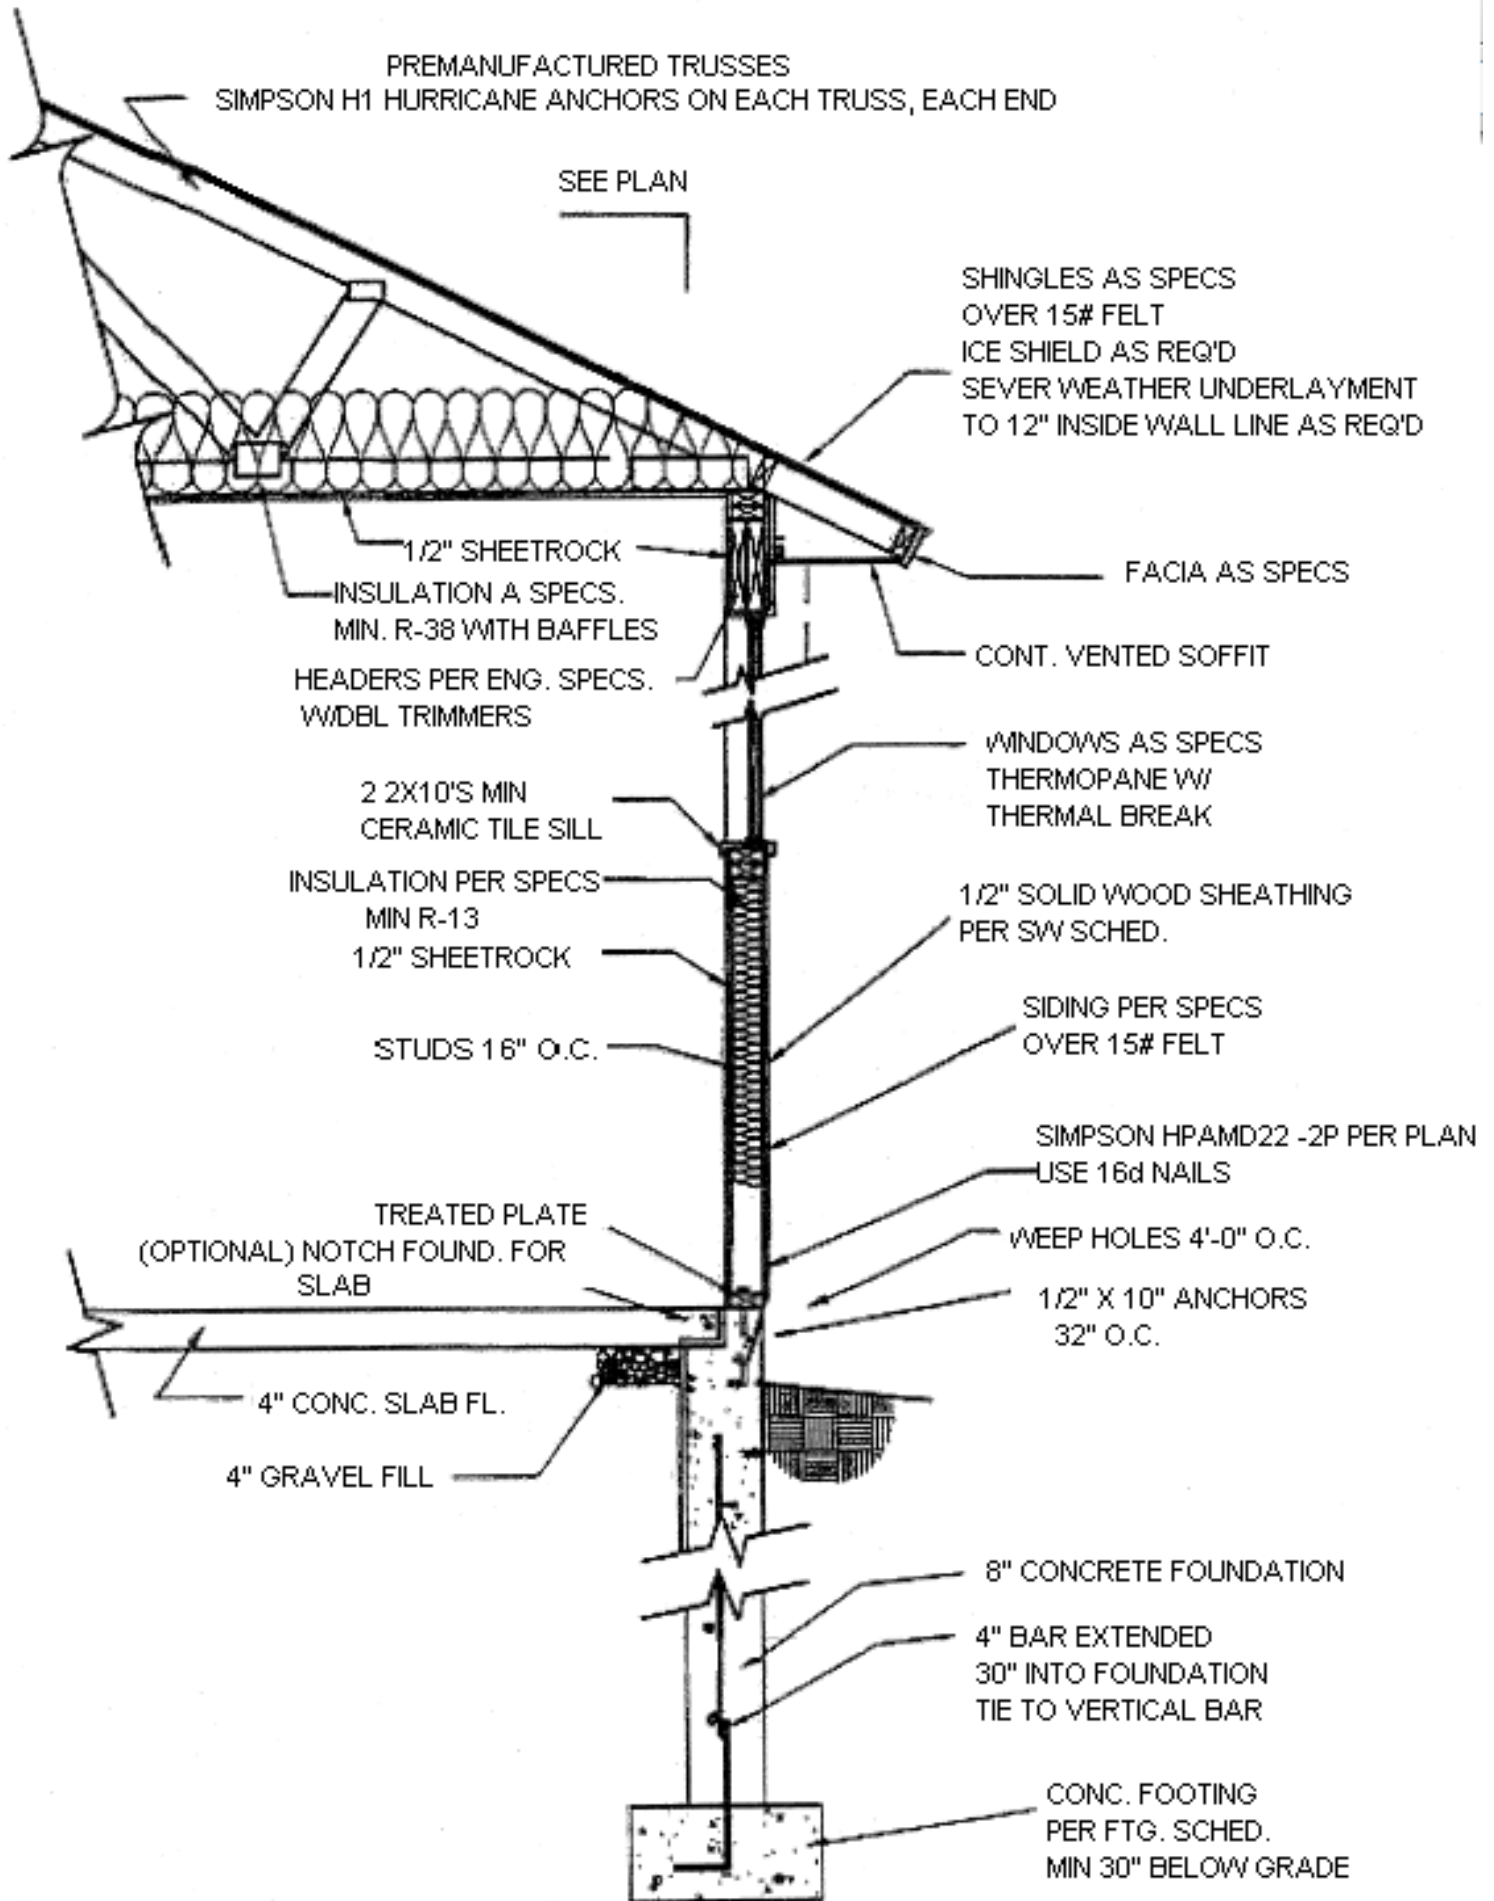 PREMANUFACTURED TRUSSES
SIMPSON H1 HURRICANE ANCHORS ON EACH TRUSS, EACH END
SEE PLAN
SHINGLES AS SPECS
OVER 15# FELT
ICE SHIELD AS REQ'D
SEVER WEATHER UNDERLAYMENT
TO 12" INSIDE WALL LINE AS REQ'D
1/2" SHEETROCK
FACIA AS SPECS
INSULATION A SPECS.
MIN. R-38 WITH BAFFLES
CONT. VENTED SOFFIT
HEADERS PER ENG. SPECS.
W/DBL TRIMMERS
WINDOWS AS SPECS
THERMOPANE W/
THERMAL BREAK
2 2X10'S MIN
CERAMIC TILE SILL
INSULATION PER SPECS
MIN R-13
1/2" SOLID WOOD SHEATHING
PER SW SCHED.
1/2" SHEETROCK
SIDING PER SPECS
OVER 15# FELT
STUDS 16" O.C.
SIMPSON HPAMD22 -2P PER PLAN
USE 16d NAILS
TREATED PLATE
(OPTIONAL) NOTCH FOUND. FOR
SLAB
WEEP HOLES 4'-0" O.C.
1/2" X 10" ANCHORS
32" O.C.
4" CONC. SLAB FL.
4" GRAVEL FILL
8" CONCRETE FOUNDATION
4" BAR EXTENDED
30" INTO FOUNDATION
TIE TO VERTICAL BAR
CONC. FOOTING
PER FTG. SCHED.
MIN 30" BELOW GRADE